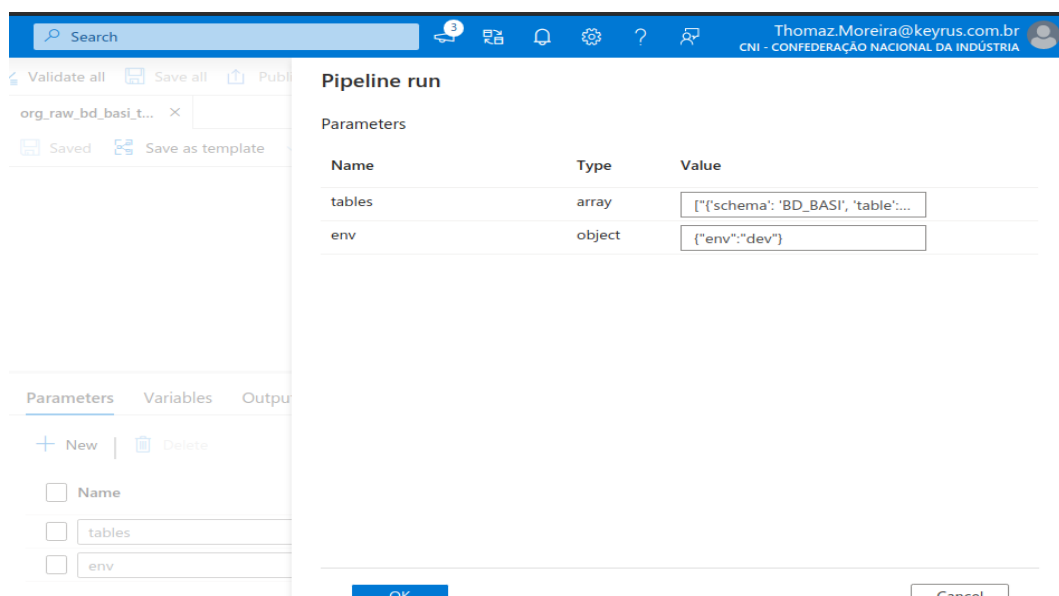 Search
3
Thomaz.Moreira@keyrus.com.br
CNI - CONFEDERAÇÃO NACIONAL DA INDÚSTRIA
Validate all
Save all
Publi
org_raw_bd_basi_t...
Saved
Save as template
Pipeline run
Parameters
Name Type Value
tables array ["{'schema': 'BD_BASI', 'table':...
env object {"env":"dev"}
Parameters Variables Outpu
New | Delete
Name
tables
env
OK Cancel